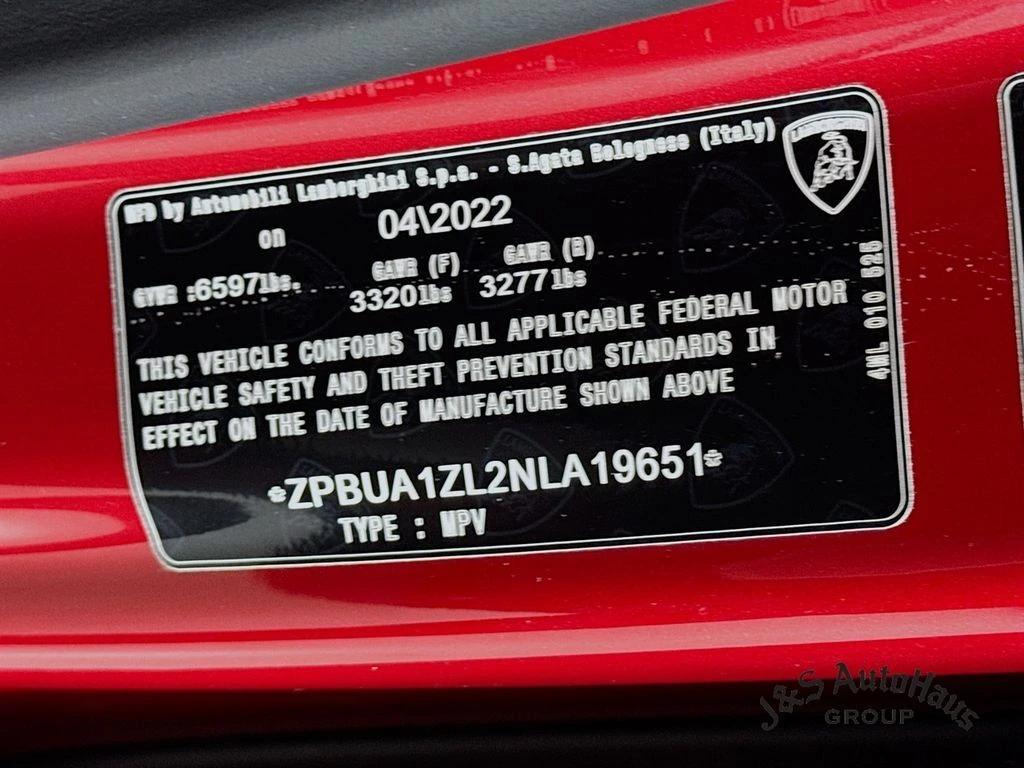 MFD by Automobili Lamborghini S.p.a. - S.Agata Bolognese (Italy)
LAMBORGHINI
on 04\2022
GVWR :6597lbs. GAWR (F) 3320lbs GAWR (R) 3277lbs
THIS VEHICLE CONFORMS TO ALL APPLICABLE FEDERAL MOTOR
VEHICLE SAFETY AND THEFT PREVENTION STANDARDS IN
EFFECT ON THE DATE OF MANUFACTURE SHOWN ABOVE
*ZPBUA1ZL2NLA19651*
TYPE : MPV
4ML 010 525
J&S AutoHaus
GROUP